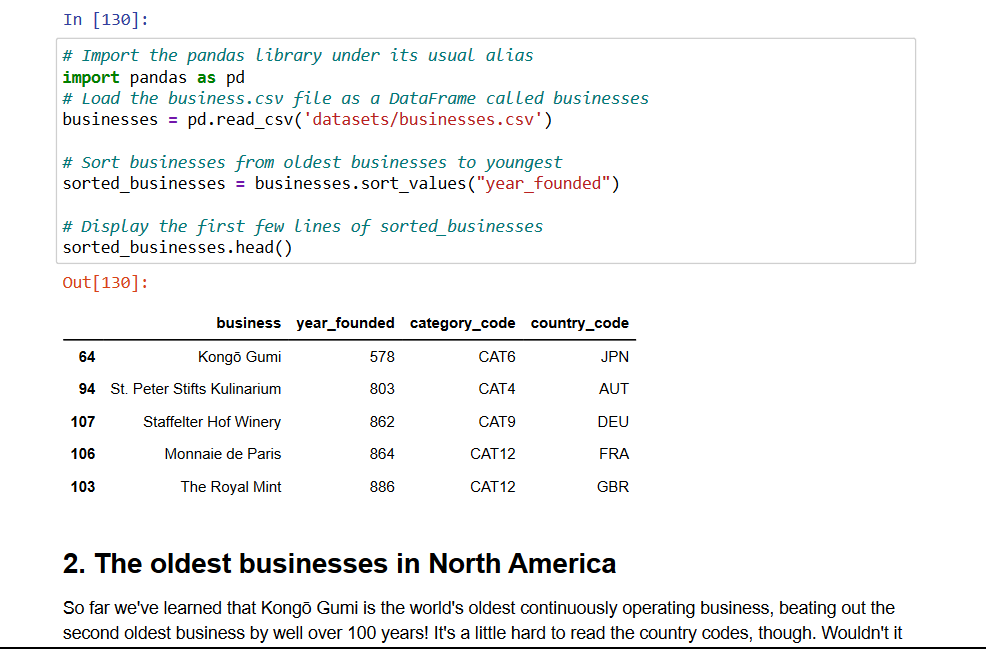 In [130]:
# Import the pandas library under its usual alias
import pandas as pd
# Load the business.csv file as a DataFrame called businesses
businesses = pd.read_csv('datasets/businesses.csv')
# Sort businesses from oldest businesses to youngest
sorted_businesses = businesses.sort_values("year_founded")
# Display the first few lines of sorted_businesses
sorted_businesses.head()
Out[130]:
business year_founded category_code country_code
64 Kongō Gumi 578 CAT6 JPN
94 St. Peter Stifts Kulinarium 803 CAT4 AUT
107 Staffelter Hof Winery 862 CAT9 DEU
106 Monnaie de Paris 864 CAT12 FRA
103 The Royal Mint 886 CAT12 GBR
2. The oldest businesses in North America
So far we've learned that Kongō Gumi is the world's oldest continuously operating business, beating out the
second oldest business by well over 100 years! It's a little hard to read the country codes, though. Wouldn't it